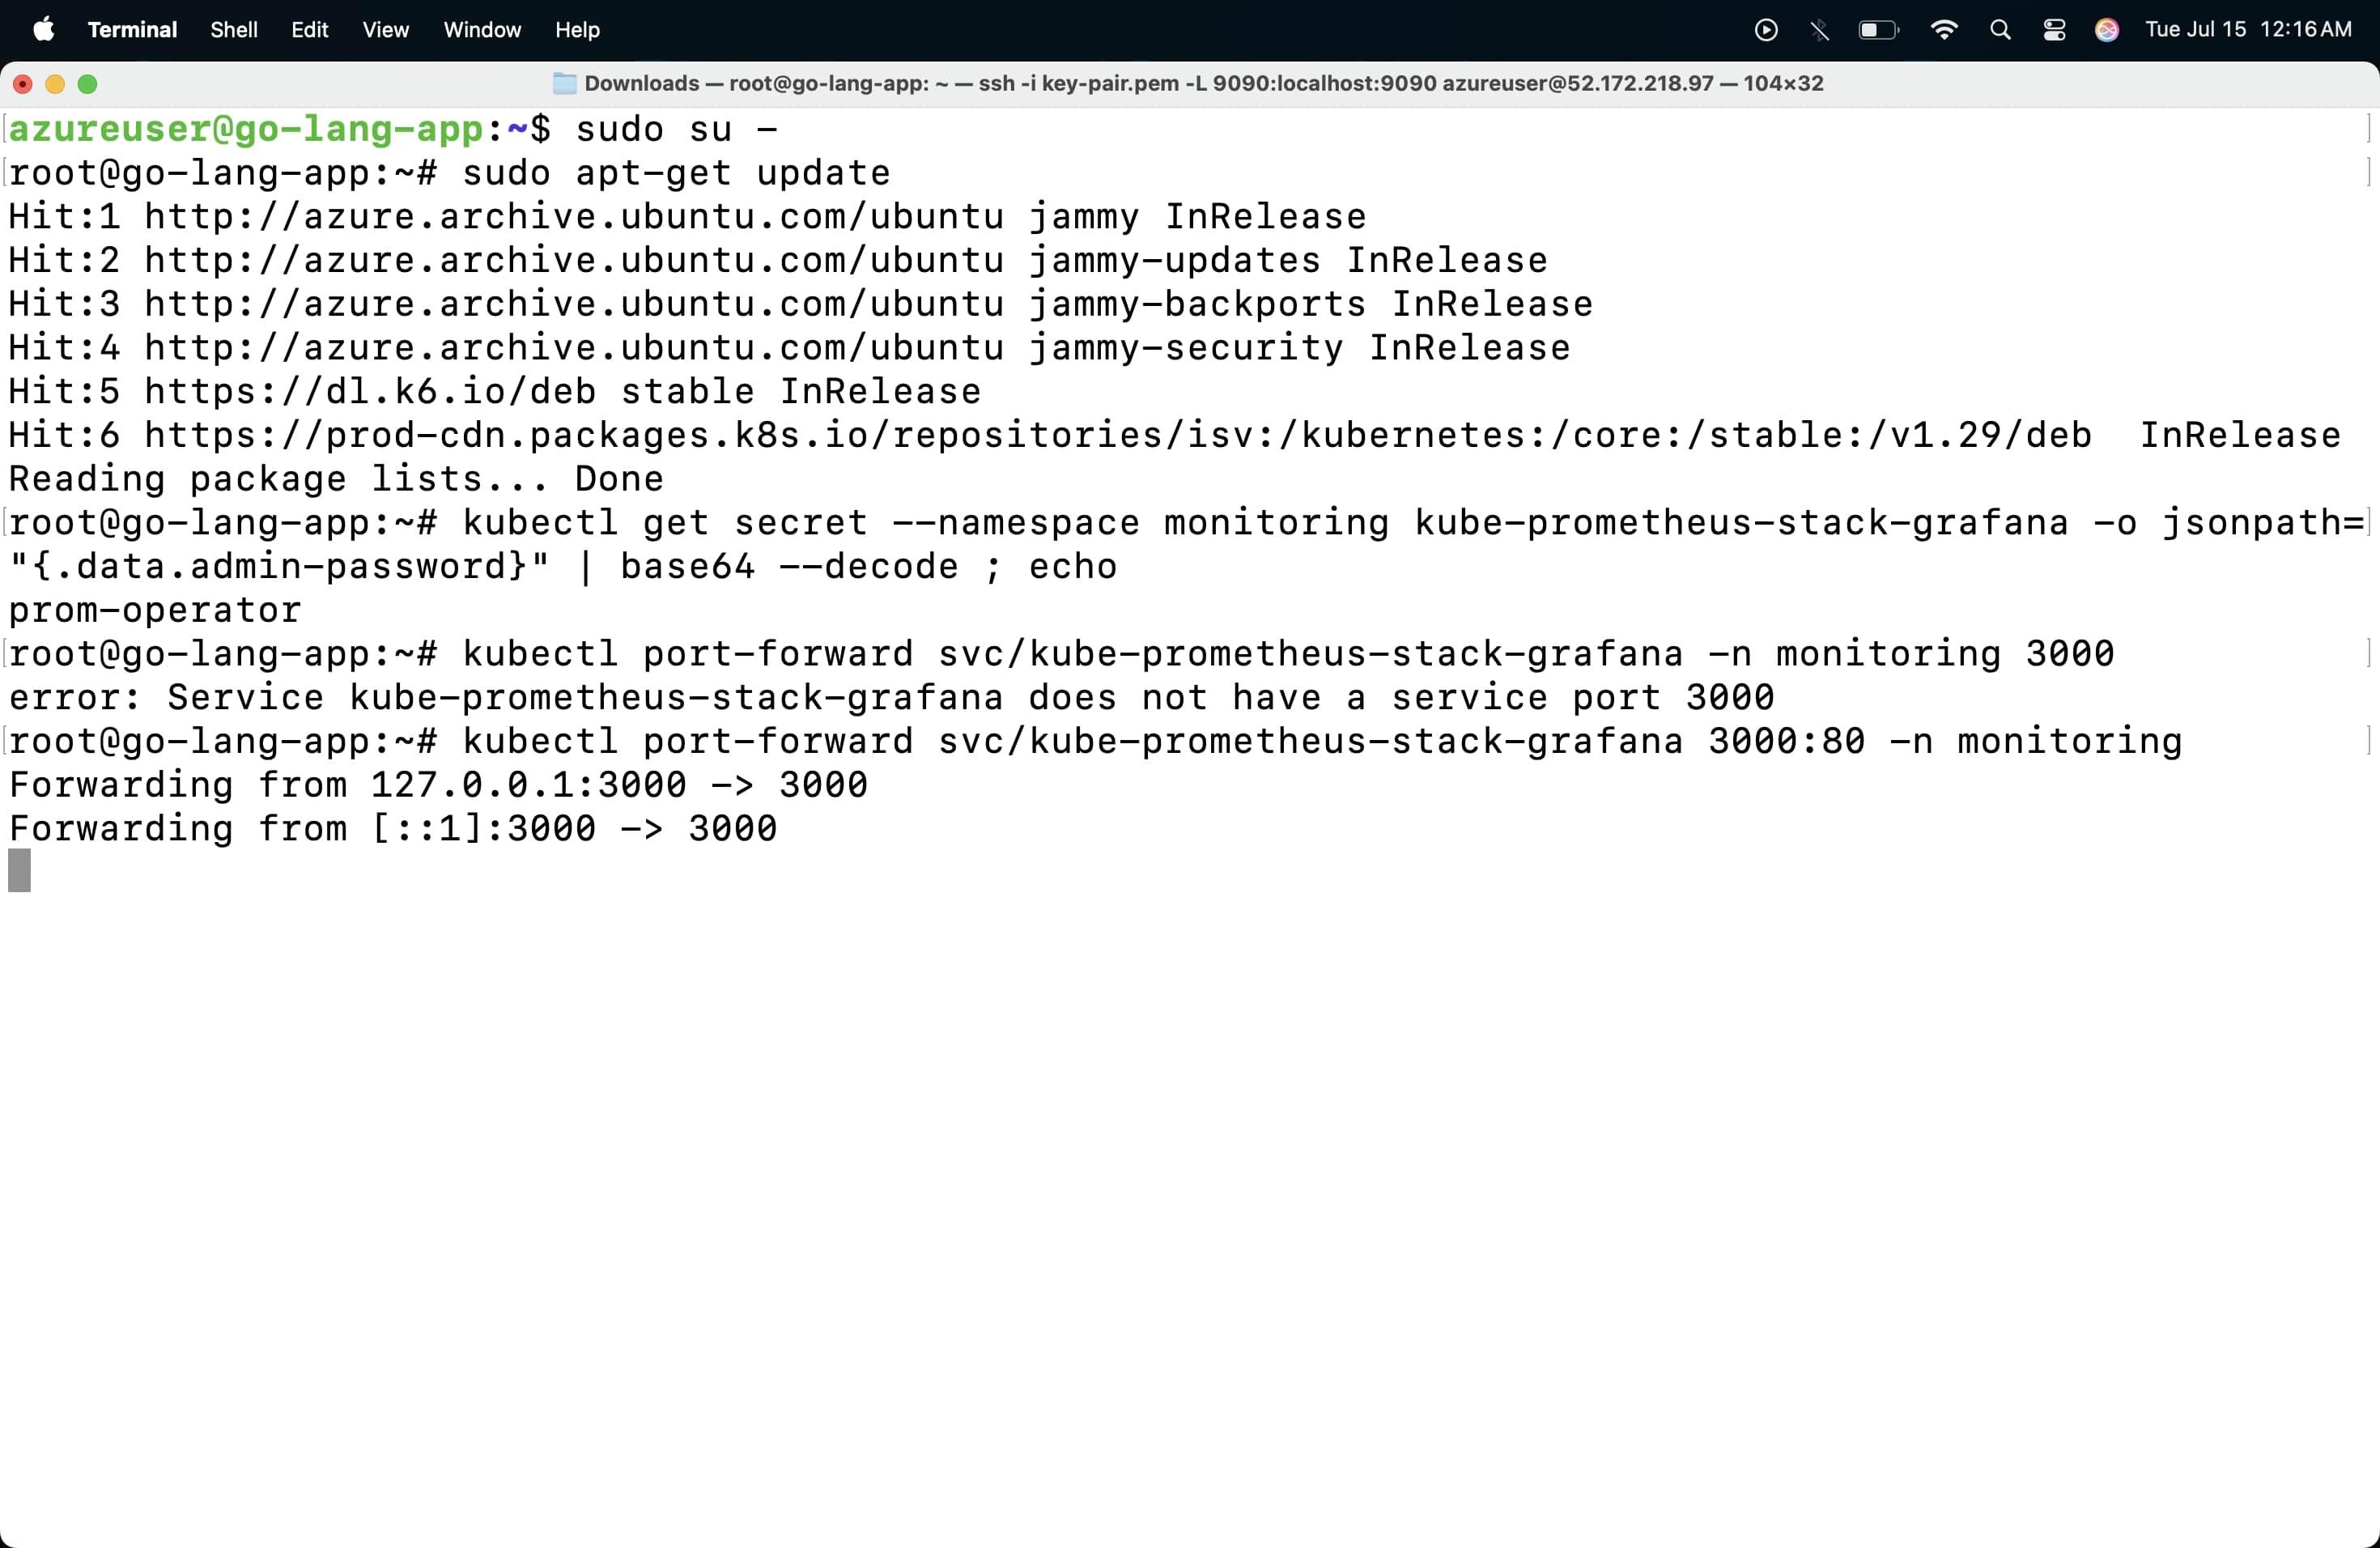 Terminal Shell Edit View Window Help Tue Jul 15 12:16 AM
Downloads — root@go-lang-app: ~ — ssh -i key-pair.pem -L 9090:localhost:9090 azureuser@52.172.218.97 — 104×32
azureuser@go-lang-app:~$ sudo su -
root@go-lang-app:~# sudo apt-get update
Hit:1 http://azure.archive.ubuntu.com/ubuntu jammy InRelease
Hit:2 http://azure.archive.ubuntu.com/ubuntu jammy-updates InRelease
Hit:3 http://azure.archive.ubuntu.com/ubuntu jammy-backports InRelease
Hit:4 http://azure.archive.ubuntu.com/ubuntu jammy-security InRelease
Hit:5 https://dl.k6.io/deb stable InRelease
Hit:6 https://prod-cdn.packages.k8s.io/repositories/isv:/kubernetes:/core:/stable:/v1.29/deb  InRelease
Reading package lists... Done
root@go-lang-app:~# kubectl get secret --namespace monitoring kube-prometheus-stack-grafana -o jsonpath=
"{.data.admin-password}" | base64 --decode ; echo
prom-operator
root@go-lang-app:~# kubectl port-forward svc/kube-prometheus-stack-grafana -n monitoring 3000
error: Service kube-prometheus-stack-grafana does not have a service port 3000
root@go-lang-app:~# kubectl port-forward svc/kube-prometheus-stack-grafana 3000:80 -n monitoring
Forwarding from 127.0.0.1:3000 -> 3000
Forwarding from [::1]:3000 -> 3000